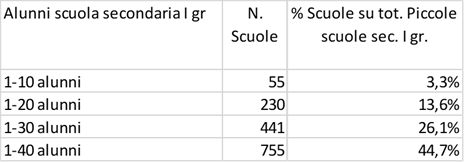 Alunni scuola secondaria I gr N. Scuole % Scuole su tot. Piccole scuole sec. I gr.
1-10 alunni 55 3,3%
1-20 alunni 230 13,6%
1-30 alunni 441 26,1%
1-40 alunni 755 44,7%